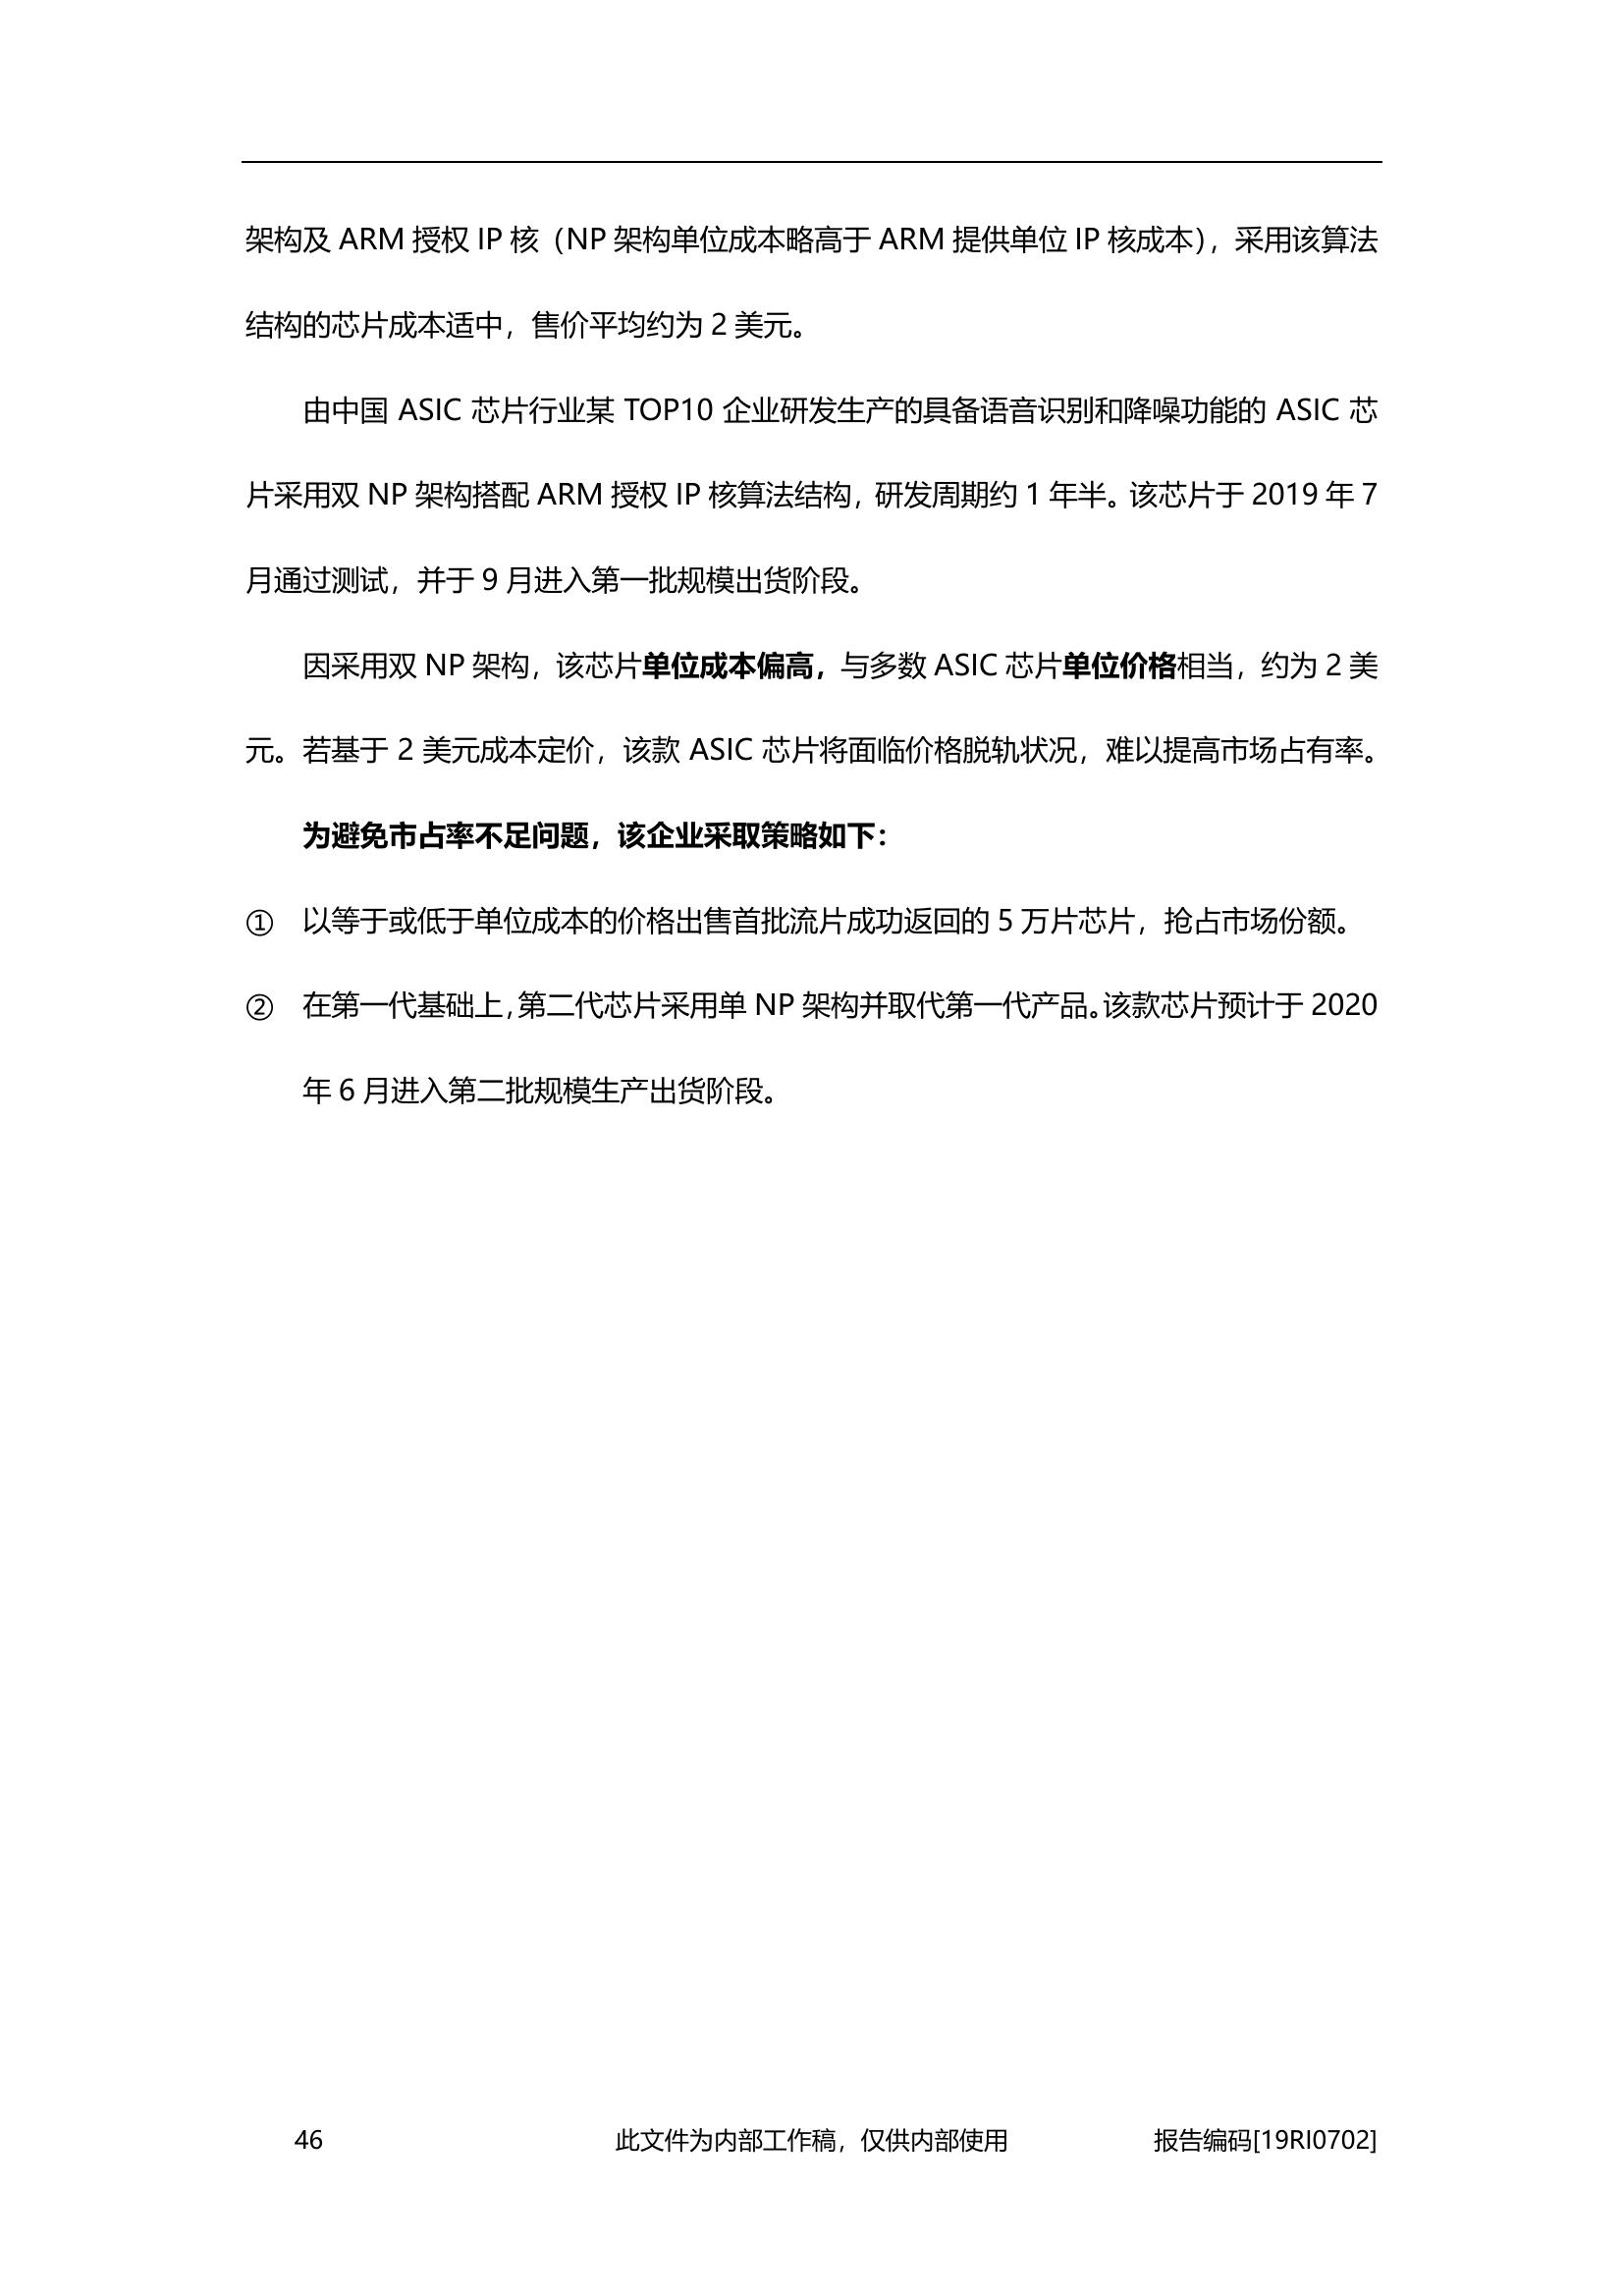 架构及 ARM 授权 IP 核（NP 架构单位成本略高于 ARM 提供单位 IP 核成本），采用该算法
结构的芯片成本适中，售价平均约为 2 美元。
由中国 ASIC 芯片行业某 TOP10 企业研发生产的具备语音识别和降噪功能的 ASIC 芯
片采用双 NP 架构搭配 ARM 授权 IP 核算法结构，研发周期约 1 年半。该芯片于 2019 年 7
月通过测试，并于 9 月进入第一批规模出货阶段。
因采用双 NP 架构，该芯片单位成本偏高，与多数 ASIC 芯片单位价格相当，约为 2 美
元。若基于 2 美元成本定价，该款 ASIC 芯片将面临价格脱轨状况，难以提高市场占有率。
为避免市占率不足问题，该企业采取策略如下：
① 以等于或低于单位成本的价格出售首批流片成功返回的 5 万片芯片，抢占市场份额。
② 在第一代基础上，第二代芯片采用单 NP 架构并取代第一代产品。该款芯片预计于 2020
年 6 月进入第二批规模生产出货阶段。
46 此文件为内部工作稿，仅供内部使用 报告编码[19RI0702]